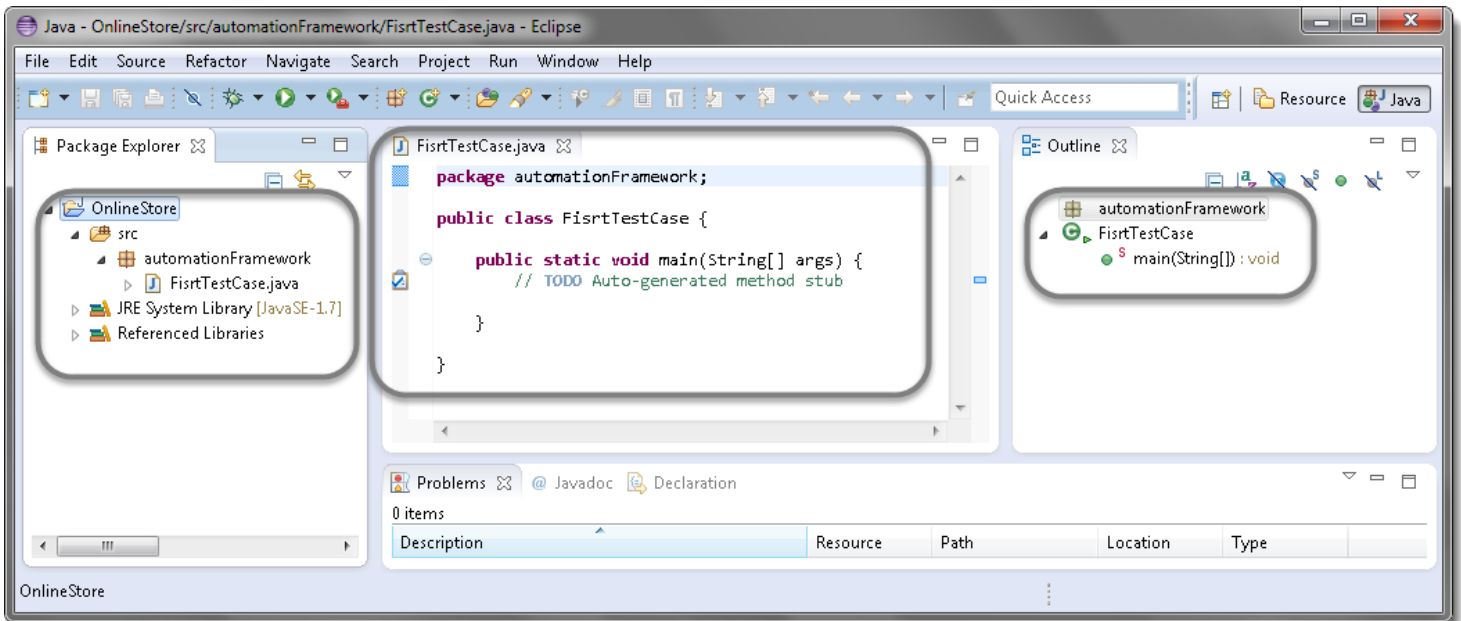 Java - OnlineStore/src/automationFramework/FisrtTestCase.java - Eclipse
File Edit Source Refactor Navigate Search Project Run Window Help
Quick Access Resource Java
Package Explorer
OnlineStore
src
automationFramework
FisrtTestCase.java
JRE System Library [JavaSE-1.7]
Referenced Libraries
FisrtTestCase.java
package automationFramework;
public class FisrtTestCase {
public static void main(String[] args) {
// TODO Auto-generated method stub
}
}
Outline
automationFramework
FisrtTestCase
main(String[]) : void
Problems @ Javadoc Declaration
0 items
Description Resource Path Location Type
OnlineStore